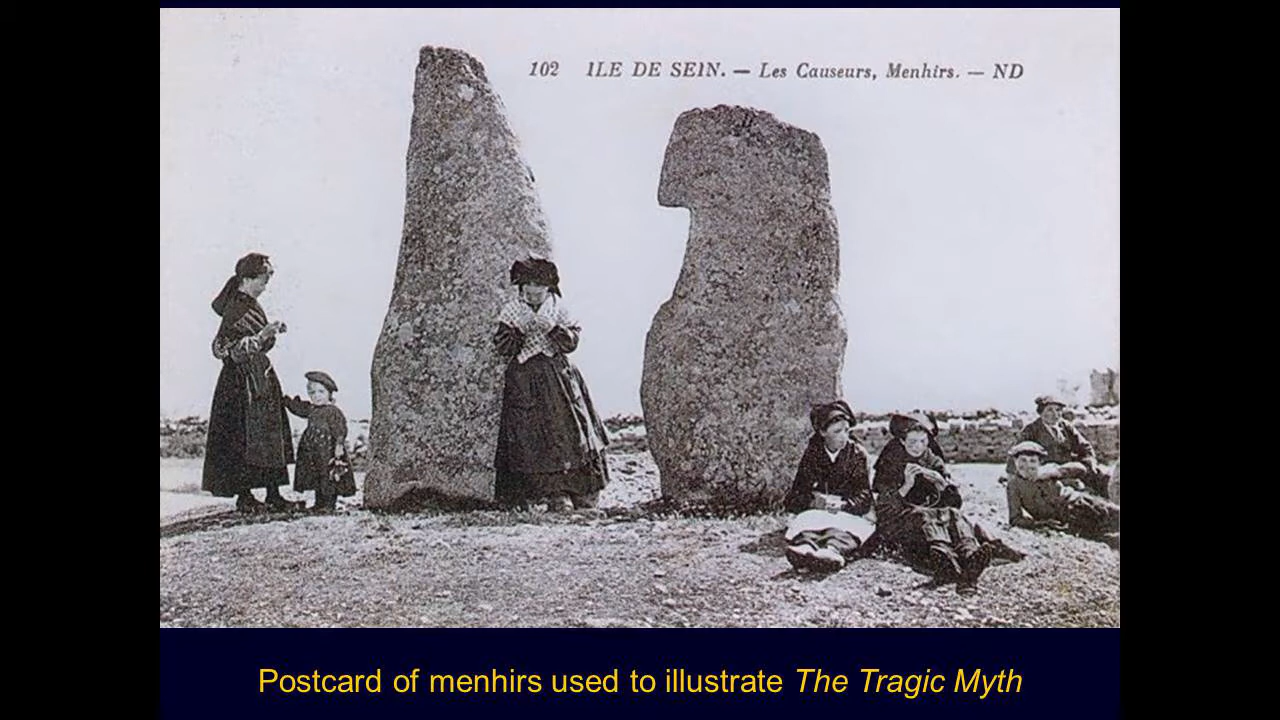 102 ILE DE SEIN. — Les Causeurs, Menhirs. — ND
Postcard of menhirs used to illustrate The Tragic Myth